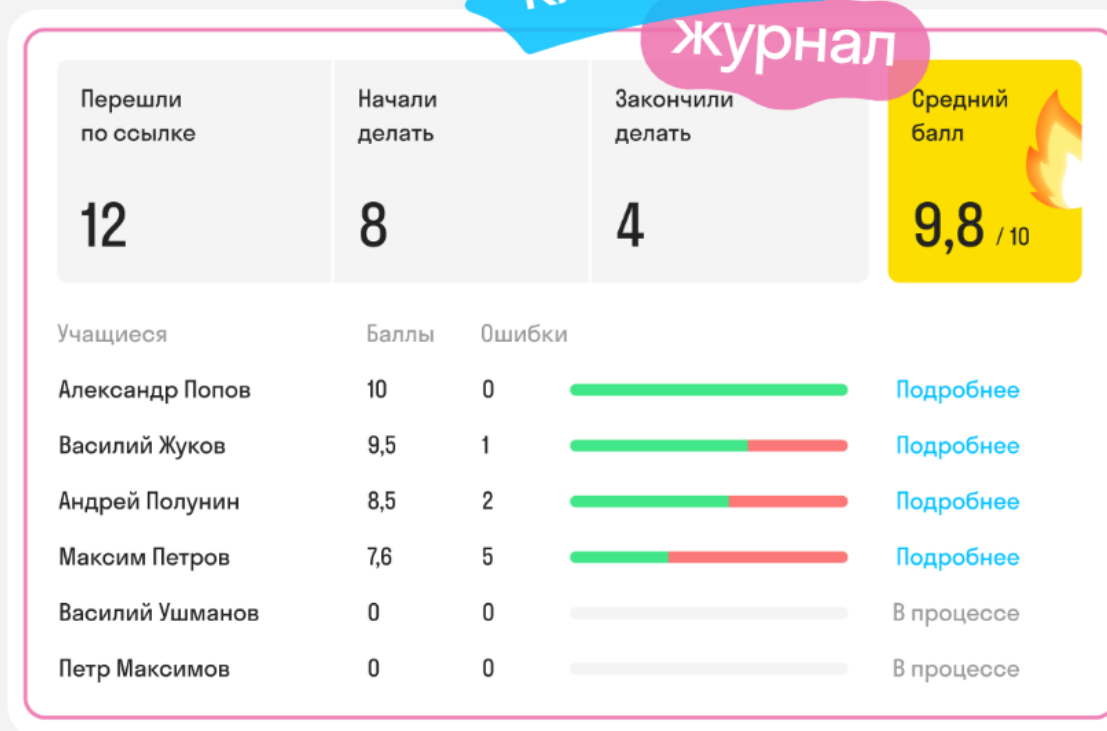 журнал
Перешли
по ссылке
12
Начали
делать
8
Закончили
делать
4
Средний
балл
9,8 / 10
Учащиеся Баллы Ошибки
Александр Попов 10 0 Подробнее
Василий Жуков 9,5 1 Подробнее
Андрей Полунин 8,5 2 Подробнее
Максим Петров 7,6 5 Подробнее
Василий Ушманов 0 0 В процессе
Петр Максимов 0 0 В процессе